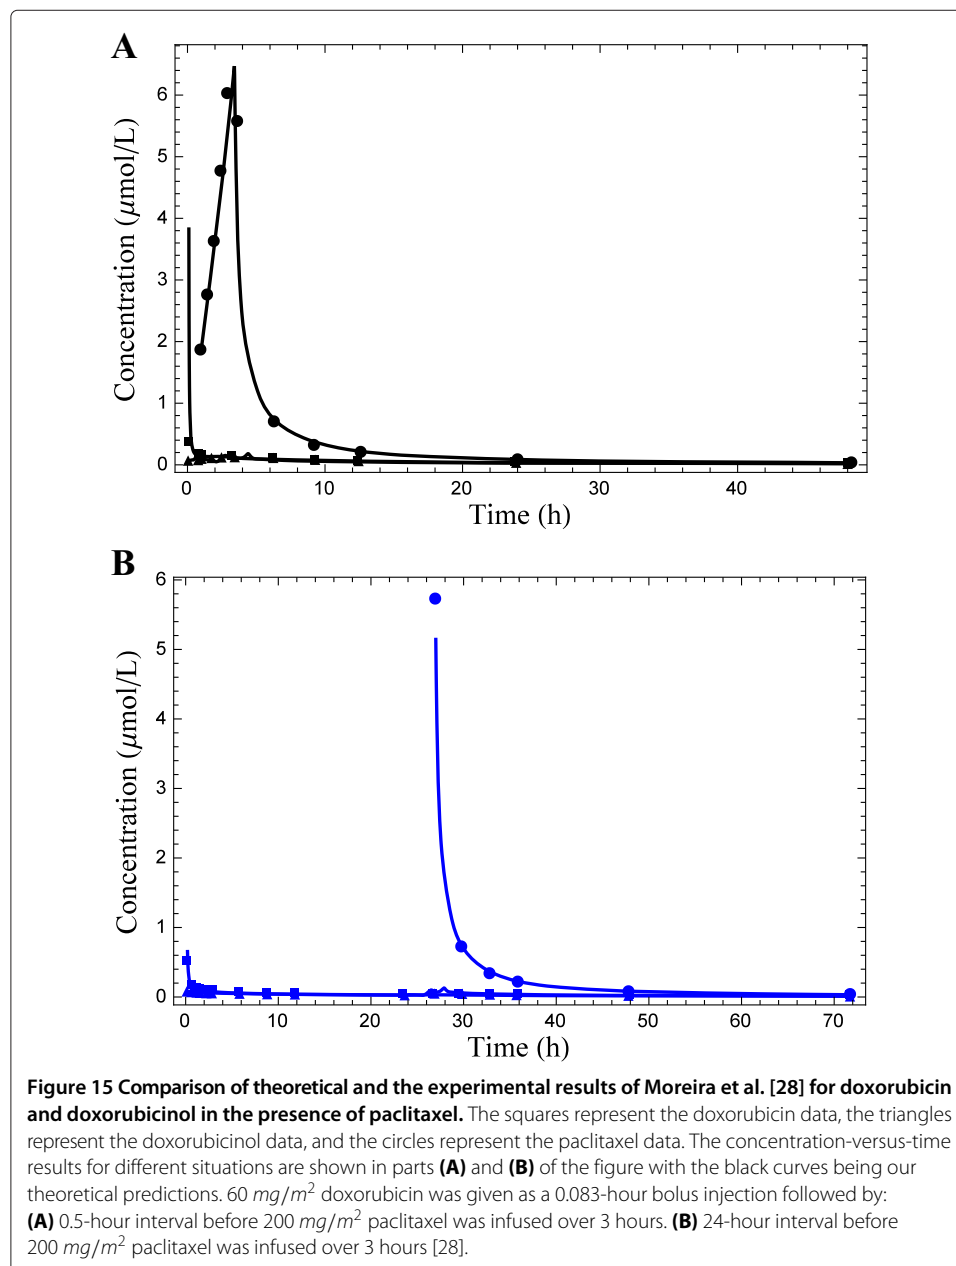 A
6
5
4
3
2
1
0
Concentration (μmol/L)
0 10 20 30 40
Time (h)
B
6
5
4
3
2
1
0
Concentration (μmol/L)
0 10 20 30 40 50 60 70
Time (h)
Figure 15 Comparison of theoretical and the experimental results of Moreira et al. [28] for doxorubicin
and doxorubicinol in the presence of paclitaxel. The squares represent the doxorubicin data, the triangles
represent the doxorubicinol data, and the circles represent the paclitaxel data. The concentration-versus-time
results for different situations are shown in parts (A) and (B) of the figure with the black curves being our
theoretical predictions. 60 mg/m² doxorubicin was given as a 0.083-hour bolus injection followed by:
(A) 0.5-hour interval before 200 mg/m² paclitaxel was infused over 3 hours. (B) 24-hour interval before
200 mg/m² paclitaxel was infused over 3 hours [28].